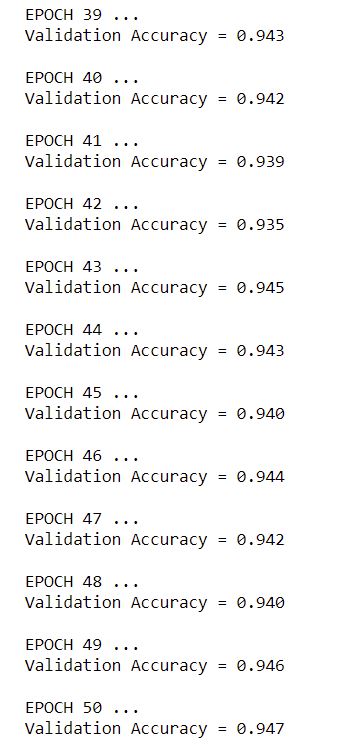 EPOCH 39 ...
Validation Accuracy = 0.943
EPOCH 40 ...
Validation Accuracy = 0.942
EPOCH 41 ...
Validation Accuracy = 0.939
EPOCH 42 ...
Validation Accuracy = 0.935
EPOCH 43 ...
Validation Accuracy = 0.945
EPOCH 44 ...
Validation Accuracy = 0.943
EPOCH 45 ...
Validation Accuracy = 0.940
EPOCH 46 ...
Validation Accuracy = 0.944
EPOCH 47 ...
Validation Accuracy = 0.942
EPOCH 48 ...
Validation Accuracy = 0.940
EPOCH 49 ...
Validation Accuracy = 0.946
EPOCH 50 ...
Validation Accuracy = 0.947